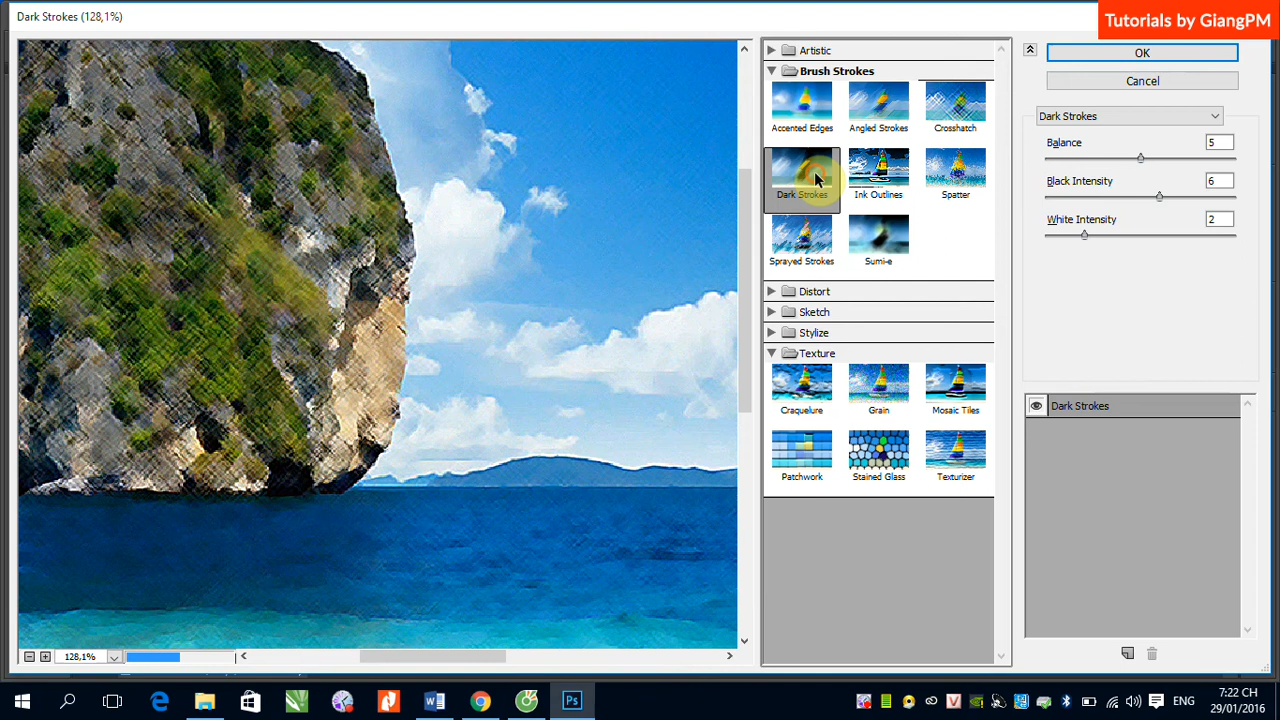 Dark Strokes (128,1%)
Tutorials by GiangPM
Artistic
Brush Strokes
Accented Edges
Angled Strokes
Crosshatch
Dark Strokes
Ink Outlines
Spatter
Sprayed Strokes
Sumi-e
Distort
Sketch
Stylize
Texture
Craquelure
Grain
Mosaic Tiles
Patchwork
Stained Glass
Texturizer
OK
Cancel
Dark Strokes
Balance 5
Black Intensity 6
White Intensity 2
Dark Strokes
128,1%
ENG
7:22 CH
29/01/2016